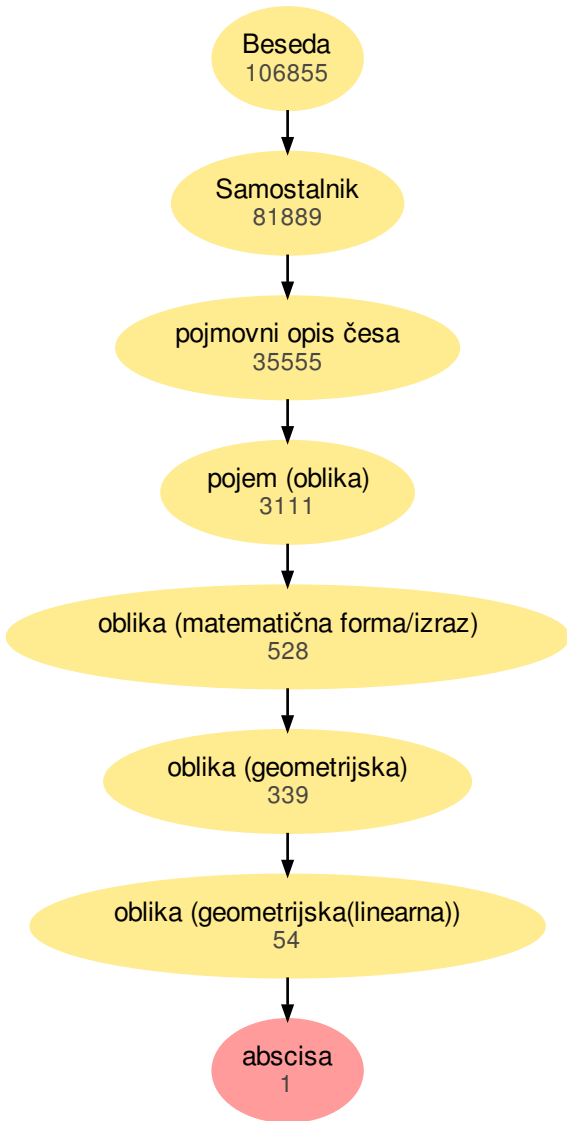 Beseda
106855
Samostalnik
81889
pojmovni opis česa
35555
pojem (oblika)
3111
oblika (matematična forma/izraz)
528
oblika (geometrijska)
339
oblika (geometrijska(linearna))
54
abscisa
1